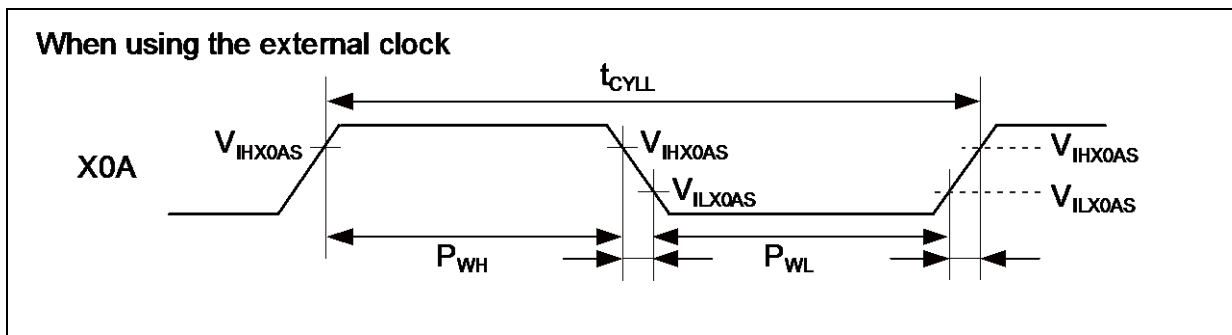 When using the external clock
tCYLL
VIHX0AS
VIHX0AS
VIHX0AS
X0A
VILX0AS
VILX0AS
PWH
PWL